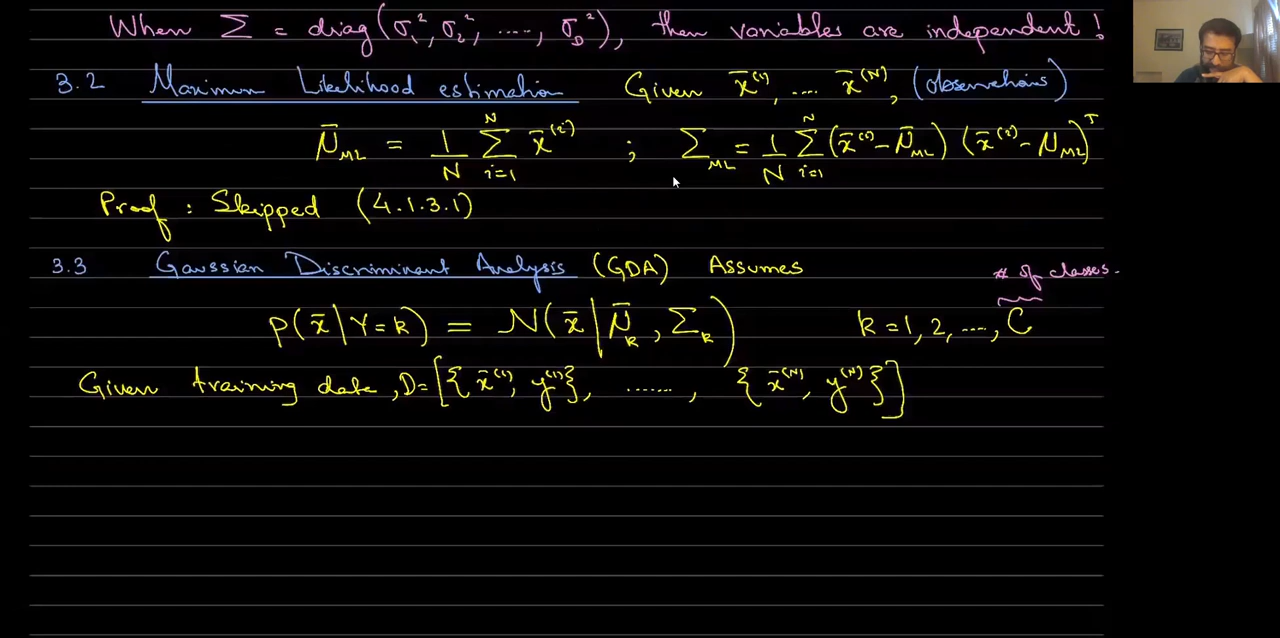 When Σ = diag(σ₁², σ₂², ...., σ_D²), then variables are independent!
3.2 Maximum Likelihood estimation Given x̄⁽¹⁾, .... x̄⁽ᴺ⁾, (observations)
μ̄_ML = 1/N Σ_{i=1}^{N} x̄⁽ⁱ⁾ ; Σ_ML = 1/N Σ_{i=1}^{N} (x̄⁽ⁱ⁾ - μ̄_ML) (x̄⁽ⁱ⁾ - μ_ML)ᵀ
Proof : Skipped (4.1.3.1)
3.3 Gaussian Discriminant Analysis (GDA) Assumes
# of classes.
p(x̄ | Y=k) = N(x̄ | μ̄_k, Σ_k) k = 1, 2, ...., C
Given training data, D = [{x̄⁽¹⁾, y⁽¹⁾}, ......., {x̄⁽ᴺ⁾, y⁽ᴺ⁾}]